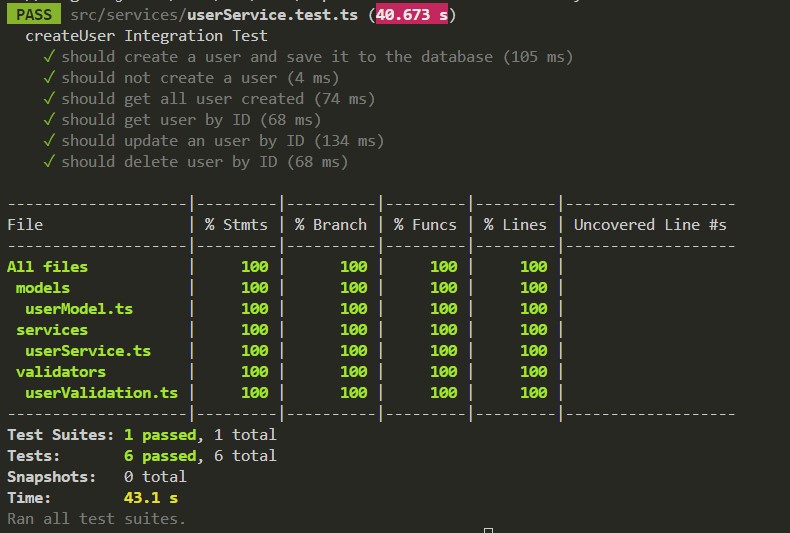 PASS src/services/userService.test.ts (40.673 s)
createUser Integration Test
✓ should create a user and save it to the database (105 ms)
✓ should not create a user (4 ms)
✓ should get all user created (74 ms)
✓ should get user by ID (68 ms)
✓ should update an user by ID (134 ms)
✓ should delete user by ID (68 ms)
--------------------|---------|----------|---------|---------|-------------------
File | % Stmts | % Branch | % Funcs | % Lines | Uncovered Line #s
--------------------|---------|----------|---------|---------|-------------------
All files | 100 | 100 | 100 | 100 |
models | 100 | 100 | 100 | 100 |
userModel.ts | 100 | 100 | 100 | 100 |
services | 100 | 100 | 100 | 100 |
userService.ts | 100 | 100 | 100 | 100 |
validators | 100 | 100 | 100 | 100 |
userValidation.ts | 100 | 100 | 100 | 100 |
--------------------|---------|----------|---------|---------|-------------------
Test Suites: 1 passed, 1 total
Tests: 6 passed, 6 total
Snapshots: 0 total
Time: 43.1 s
Ran all test suites.